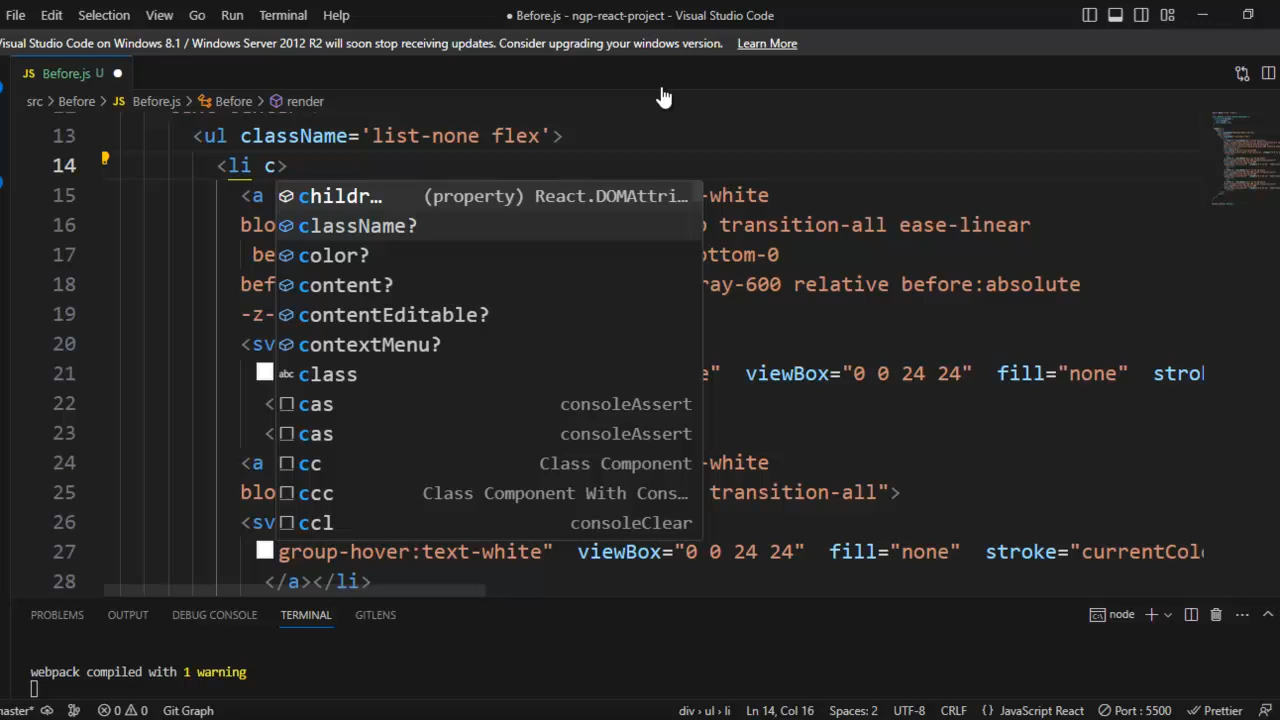 File Edit Selection View Go Run Terminal Help ● Before.js - ngp-react-project - Visual Studio Code
Visual Studio Code on Windows 8.1 / Windows Server 2012 R2 will soon stop receiving updates. Consider upgrading your windows version. Learn More
JS Before.js U ●
src > Before > JS Before.js > Before > render
13 <ul className='list-none flex'>
14 <li c>
childr… (property) React.DOMAttri…
15 <a -white
className?
16 blo transition-all ease-linear
color?
17 be ottom-0
content?
18 bef ray-600 relative before:absolute
contentEditable?
19 -z-
contextMenu?
20 <sv
abc class
21 e" viewBox="0 0 24 24" fill="none" strok
cas consoleAssert
22 <
cas consoleAssert
23 <
cc Class Component
24 <a -white
ccc Class Component With Cons…
25 blo transition-all">
ccl consoleClear
26 <sv
27 group-hover:text-white" viewBox="0 0 24 24" fill="none" stroke="currentColo
28 </a></li>
PROBLEMS OUTPUT DEBUG CONSOLE TERMINAL GITLENS node
webpack compiled with 1 warning
master* 0 0 Git Graph div > ul > li Ln 14, Col 16 Spaces: 2 UTF-8 CRLF {} JavaScript React Port : 5500 Prettier